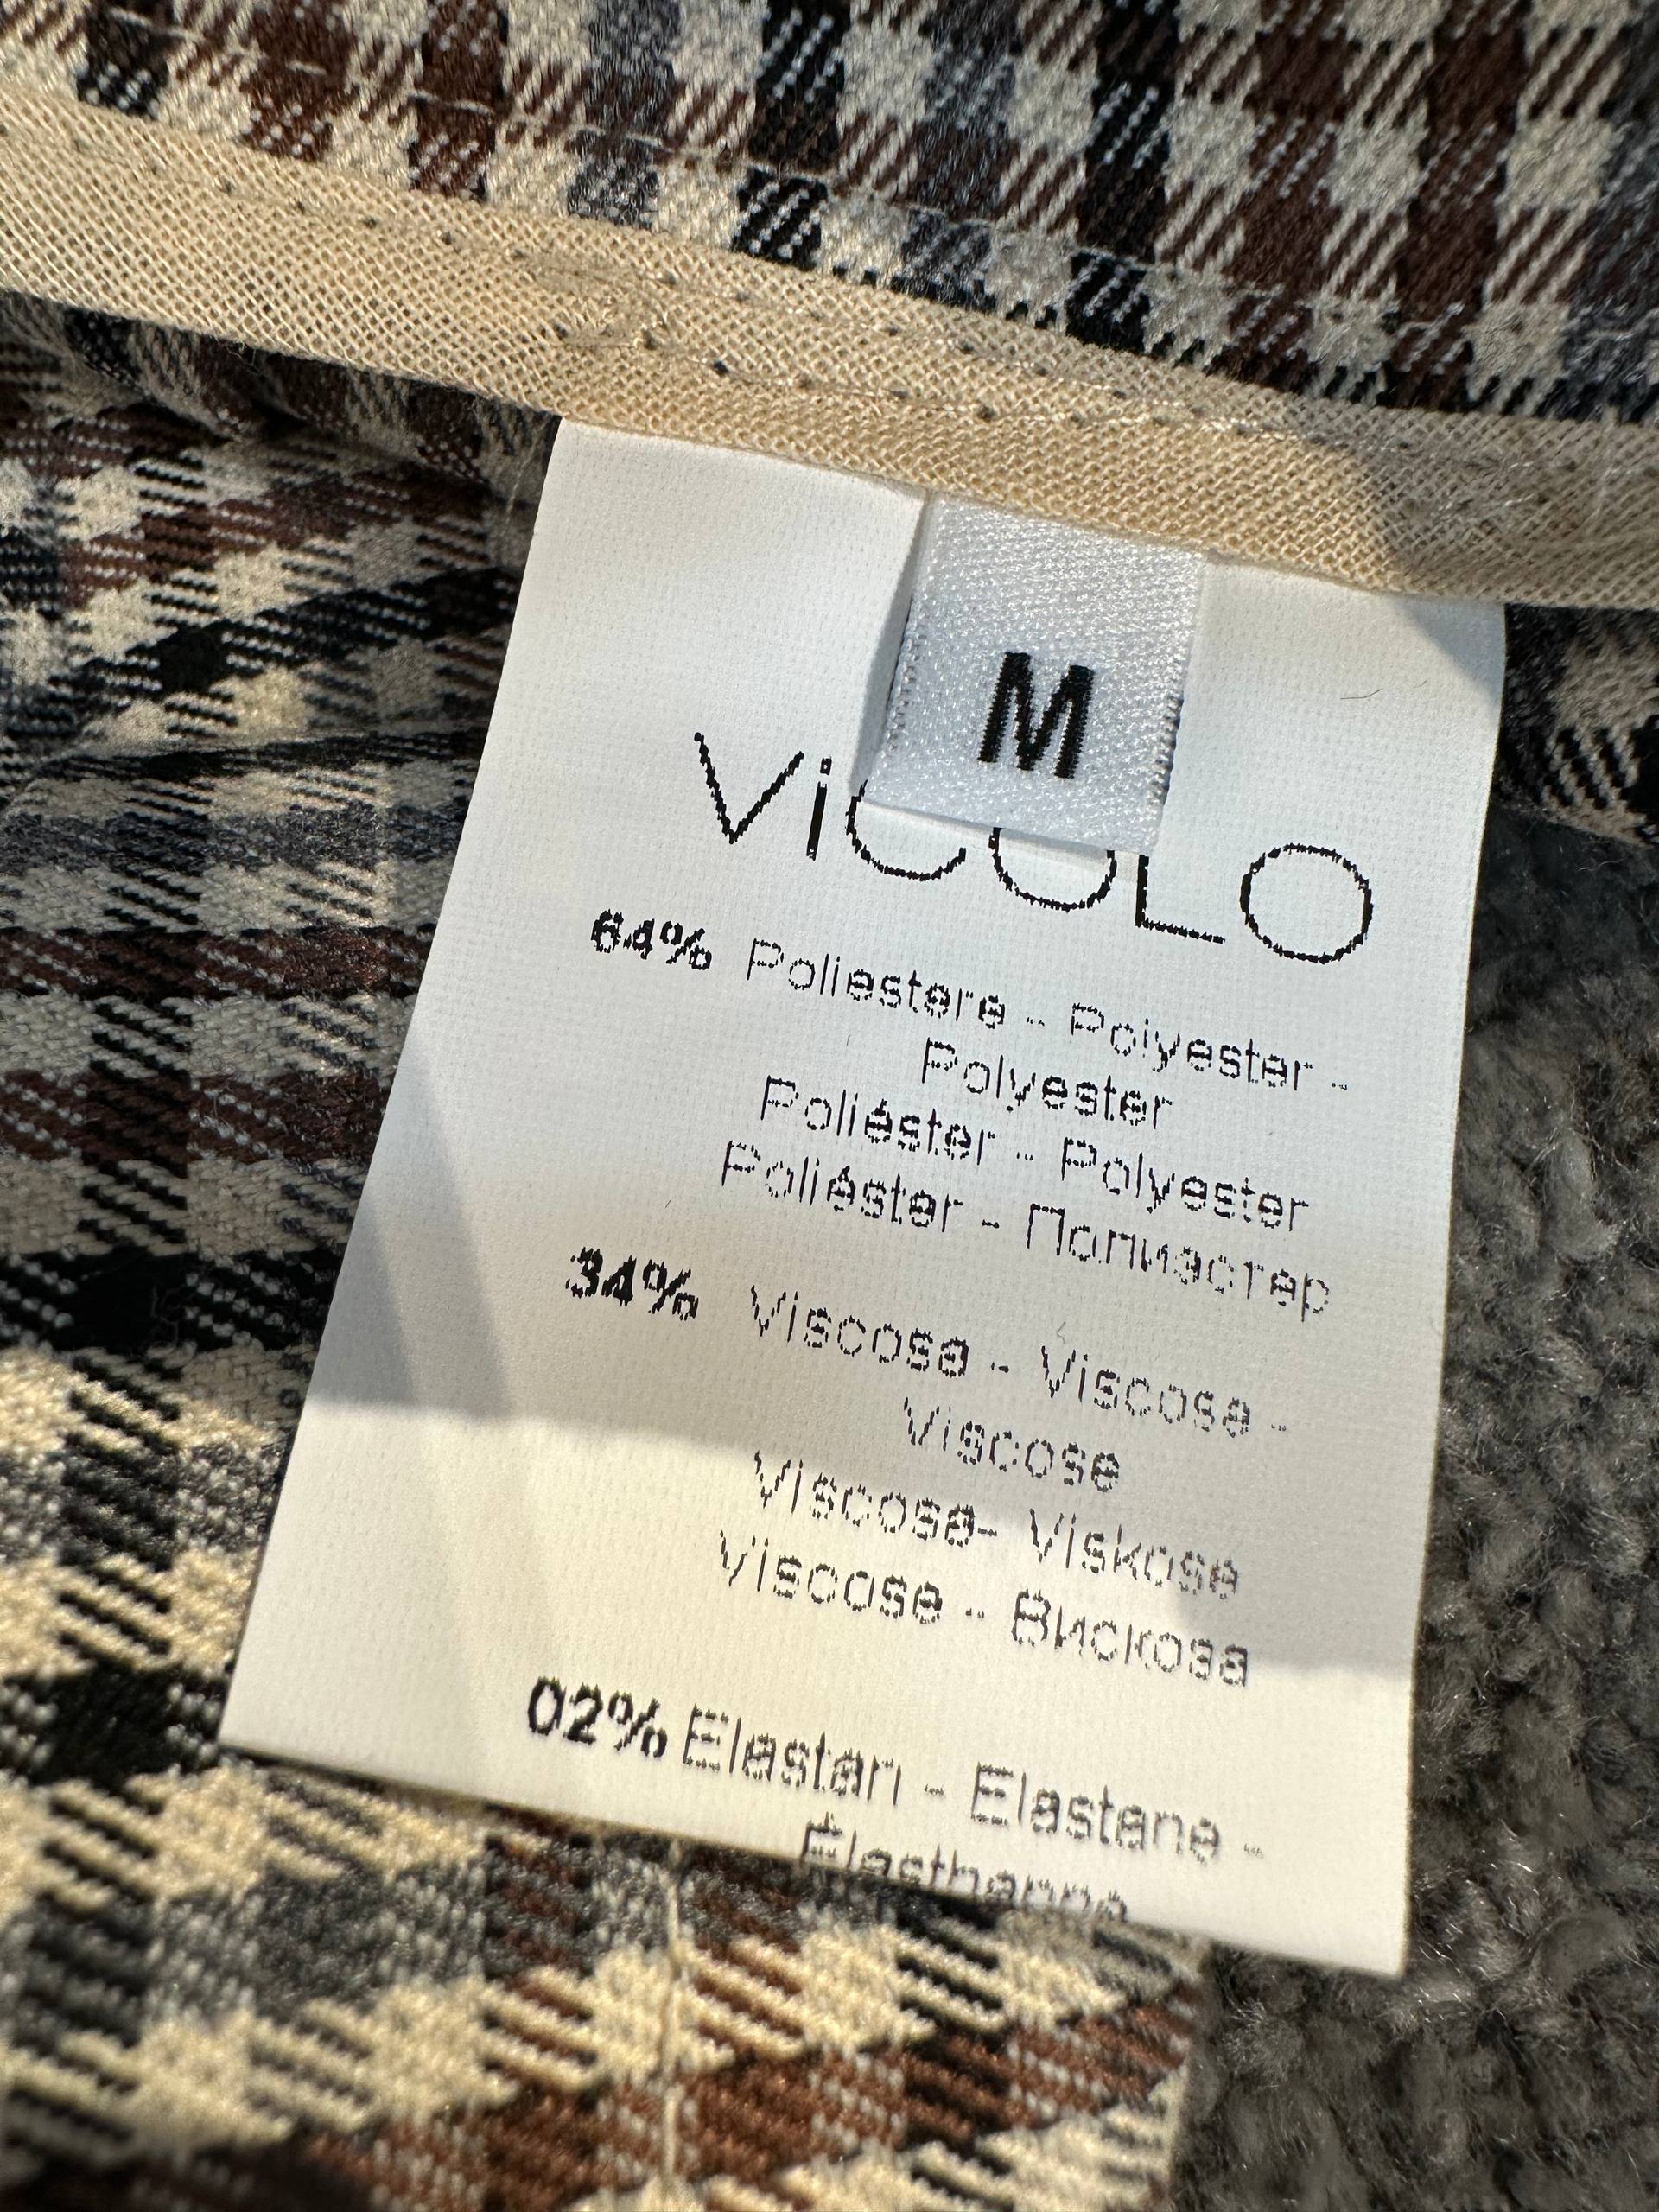 M
ViCOLO
64% Poliestere - Polyester -
Polyester
Poliéster - Polyester
Poliéster - Полиэстер
34% Viscosa - Viscose -
Viscose
Viscosa- Viskose
Viscose - Вискоза
02% Elastan - Elastane -
Élasthanne